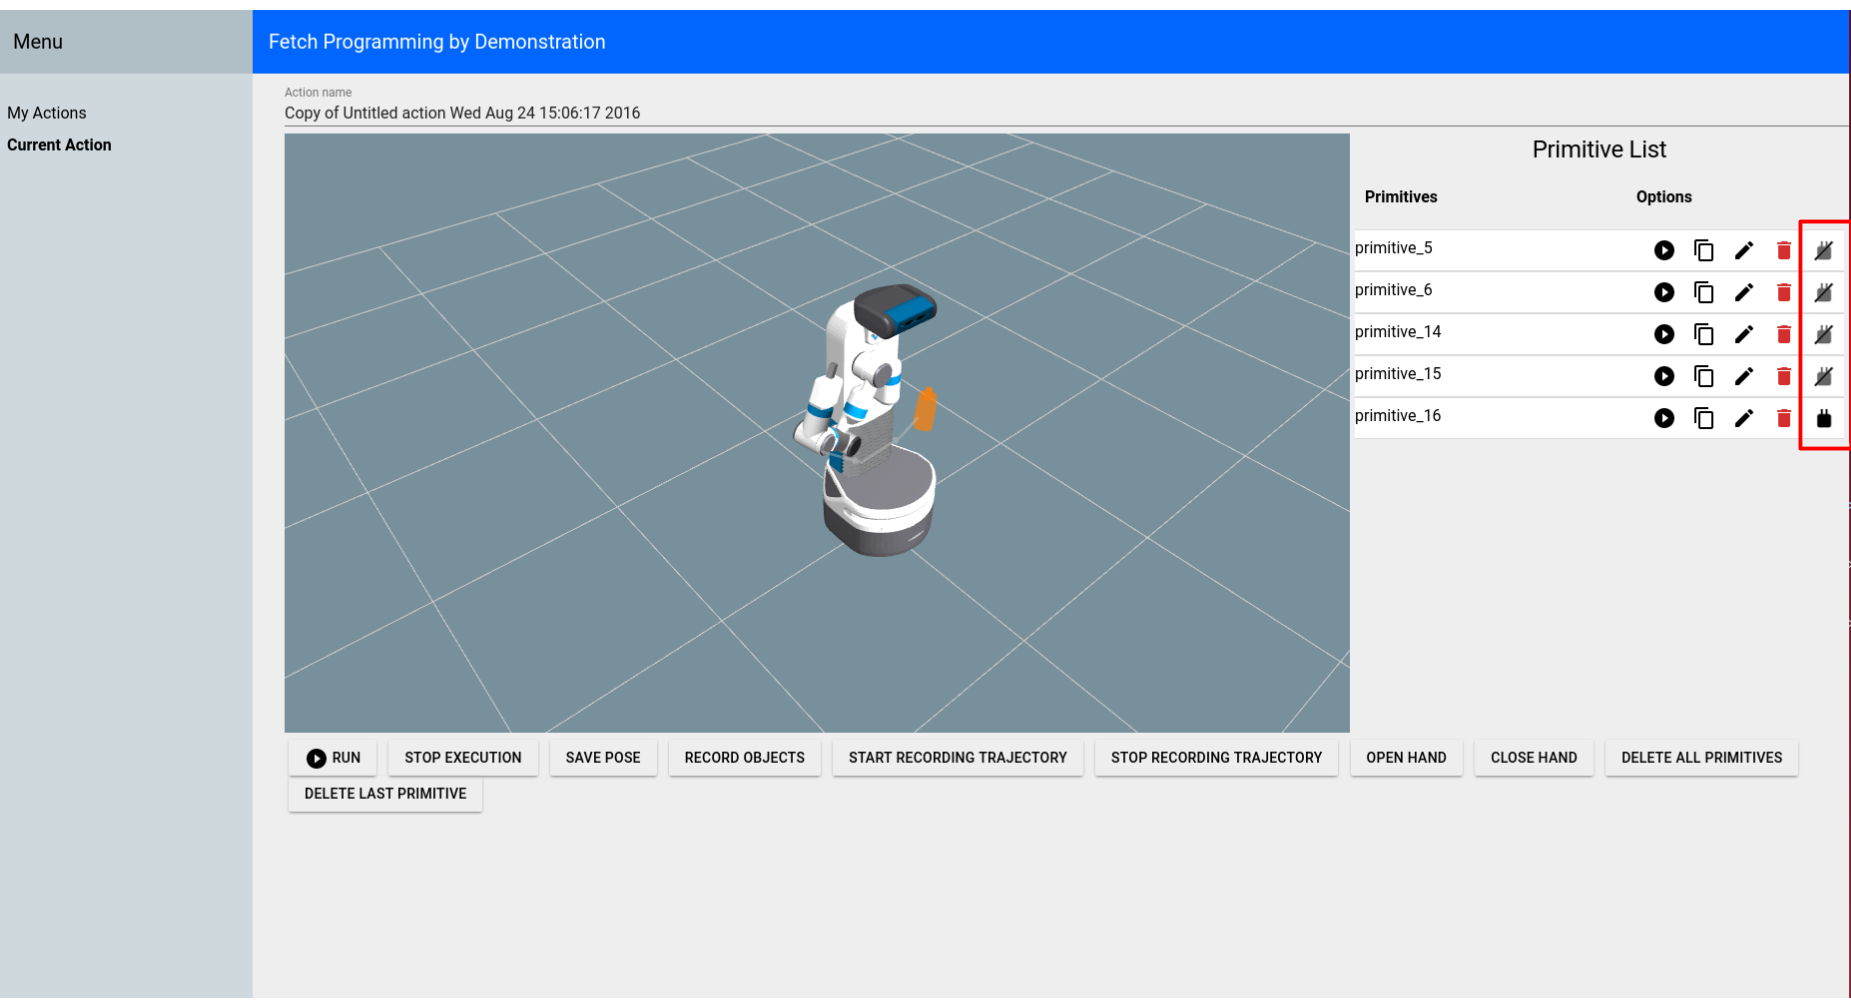 Menu
Fetch Programming by Demonstration
My Actions
Current Action
Action name
Copy of Untitled action Wed Aug 24 15:06:17 2016
Primitive List
Primitives Options
primitive_5
primitive_6
primitive_14
primitive_15
primitive_16
RUN STOP EXECUTION SAVE POSE RECORD OBJECTS START RECORDING TRAJECTORY STOP RECORDING TRAJECTORY OPEN HAND CLOSE HAND DELETE ALL PRIMITIVES
DELETE LAST PRIMITIVE